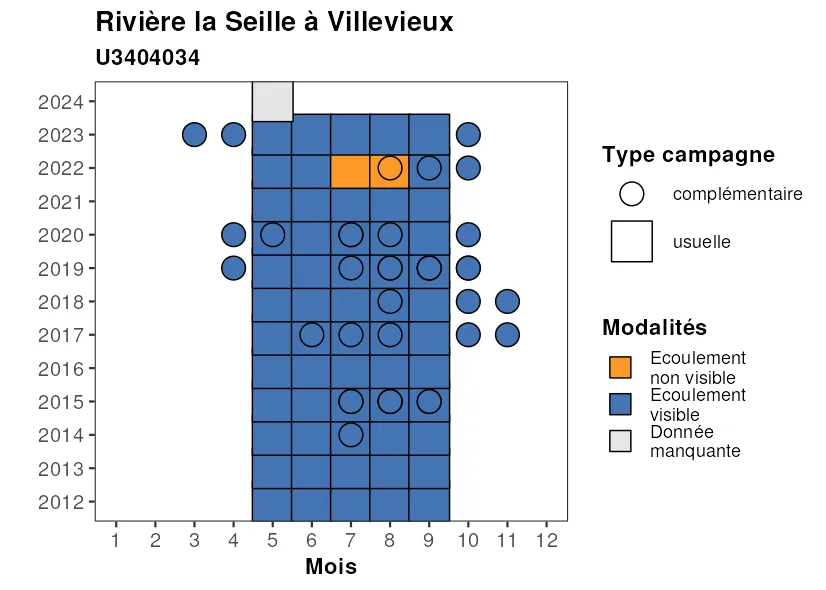 Rivière la Seille à Villevieux
U3404034
2024
2023
2022
2021
2020
2019
2018
2017
2016
2015
2014
2013
2012
1 2 3 4 5 6 7 8 9 10 11 12
Mois
Type campagne
complémentaire
usuelle
Modalités
Ecoulement
non visible
Ecoulement
visible
Donnée
manquante